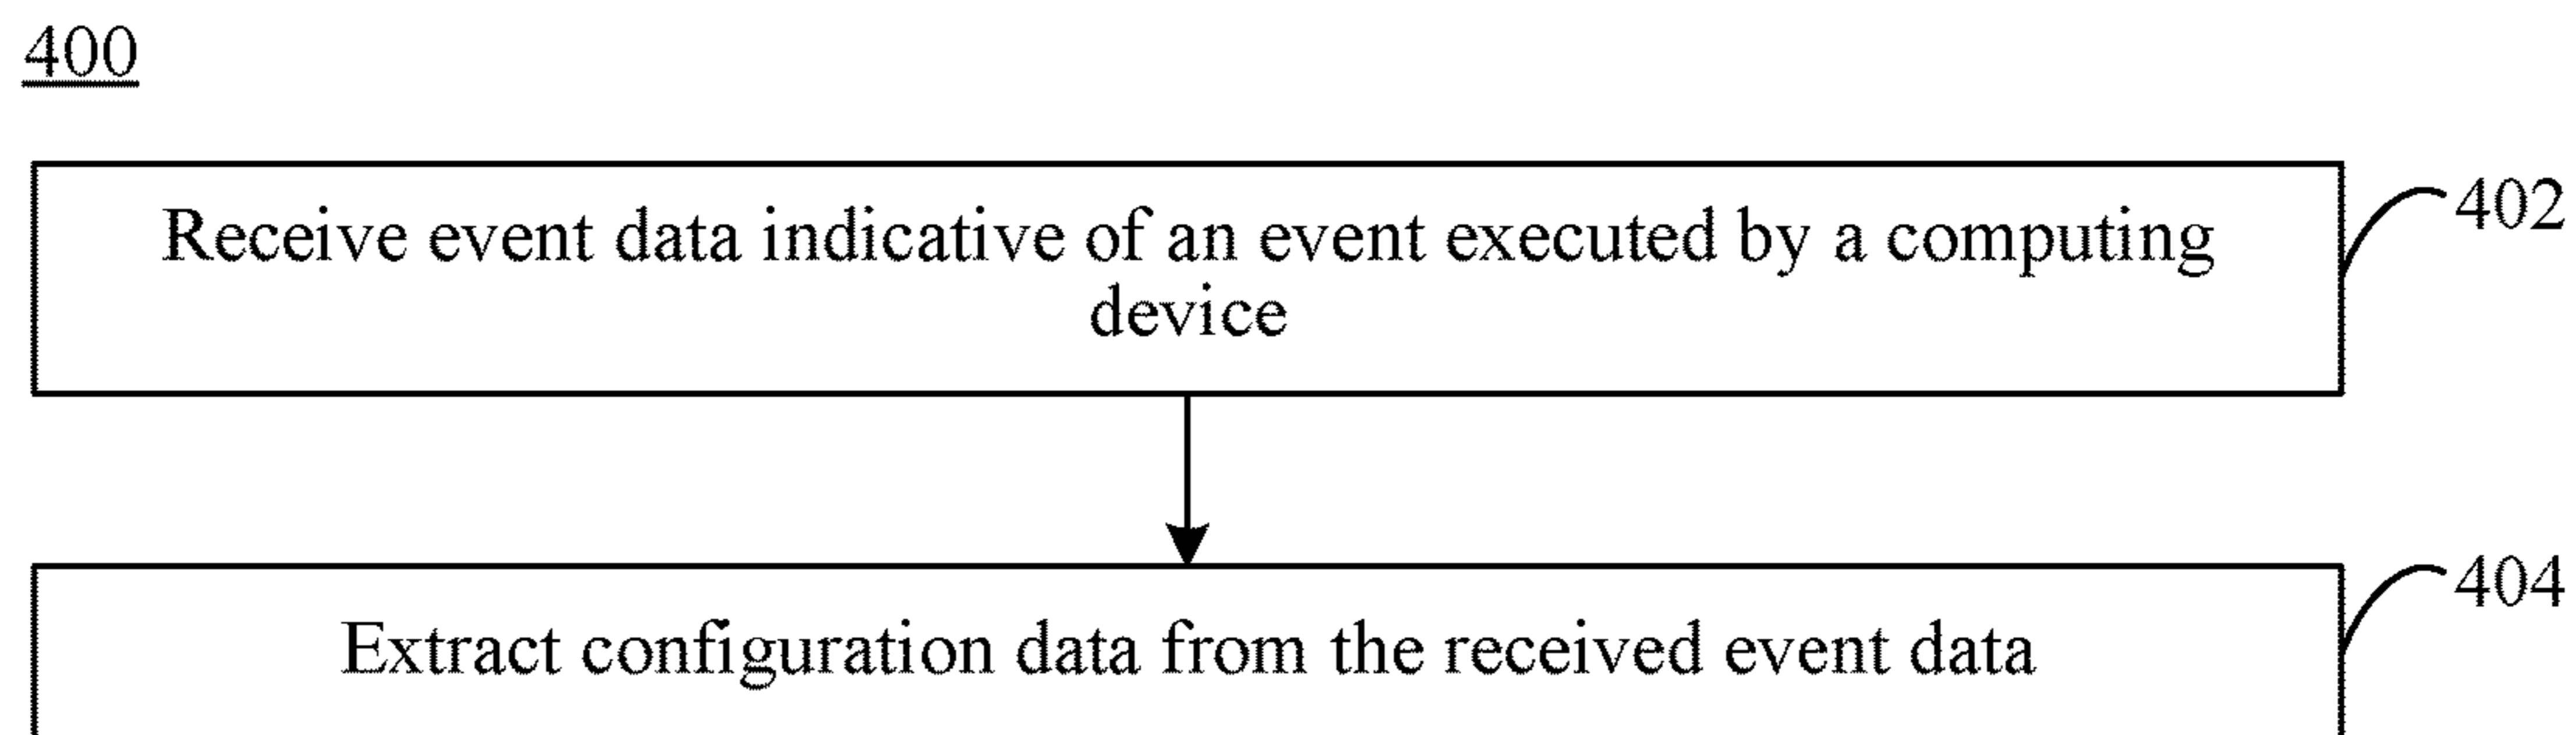 400
Receive event data indicative of an event executed by a computing
device
402
Extract configuration data from the received event data
404